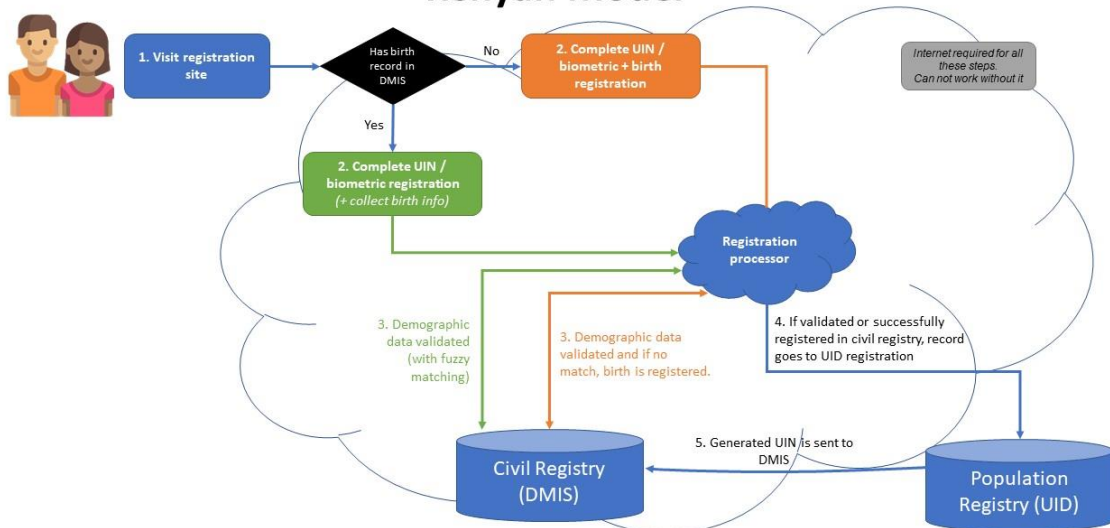 1. Visit registration
site
Has birth
record in
DMIS
No
2. Complete UIN /
biometric + birth
registration
Internet required for all
these steps.
Can not work without it
Yes
2. Complete UIN /
biometric registration
(+ collect birth info)
Registration
processor
3. Demographic
data validated
(with fuzzy
matching)
3. Demographic data
validated and if no
match, birth is registered.
4. If validated or successfully
registered in civil registry, record
goes to UID registration
5. Generated UIN is sent to
DMIS
Civil Registry
(DMIS)
Population
Registry (UID)